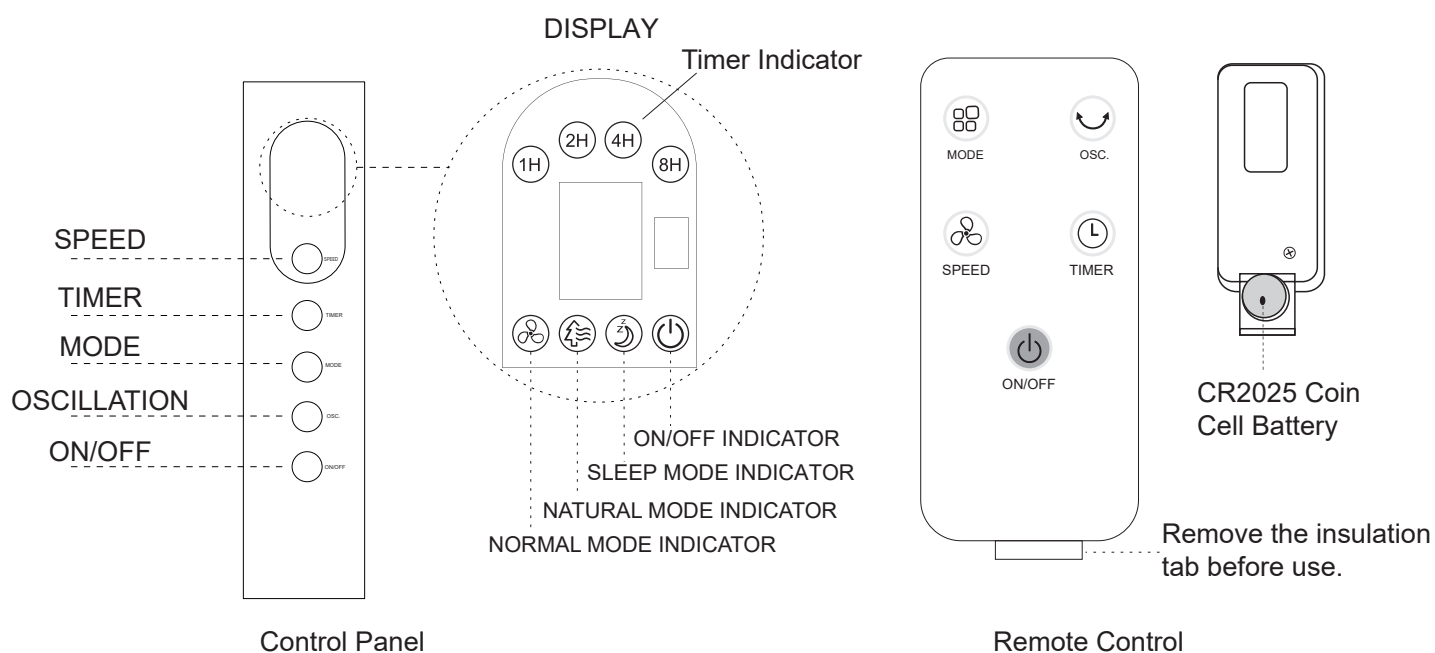 DISPLAY
Timer Indicator
1H
2H
4H
8H
SPEED
SPEED
TIMER
TIMER
MODE
MODE
OSCILLATION
OSC.
ON/OFF
ON/OFF
ON/OFF INDICATOR
SLEEP MODE INDICATOR
NATURAL MODE INDICATOR
NORMAL MODE INDICATOR
Control Panel
MODE
OSC.
SPEED
TIMER
ON/OFF
CR2025 Coin
Cell Battery
Remove the insulation
tab before use.
Remote Control